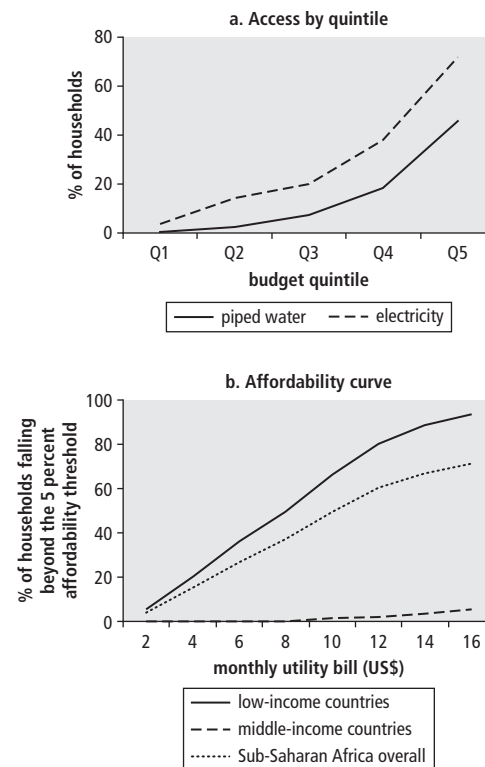 a. Access by quintile
% of households
80
60
40
20
0
Q1 Q2 Q3 Q4 Q5
budget quintile
piped water electricity
b. Affordability curve
% of households falling
beyond the 5 percent
affordability threshold
100
80
60
40
20
0
2 4 6 8 10 12 14 16
monthly utility bill (US$)
low-income countries
middle-income countries
Sub-Saharan Africa overall